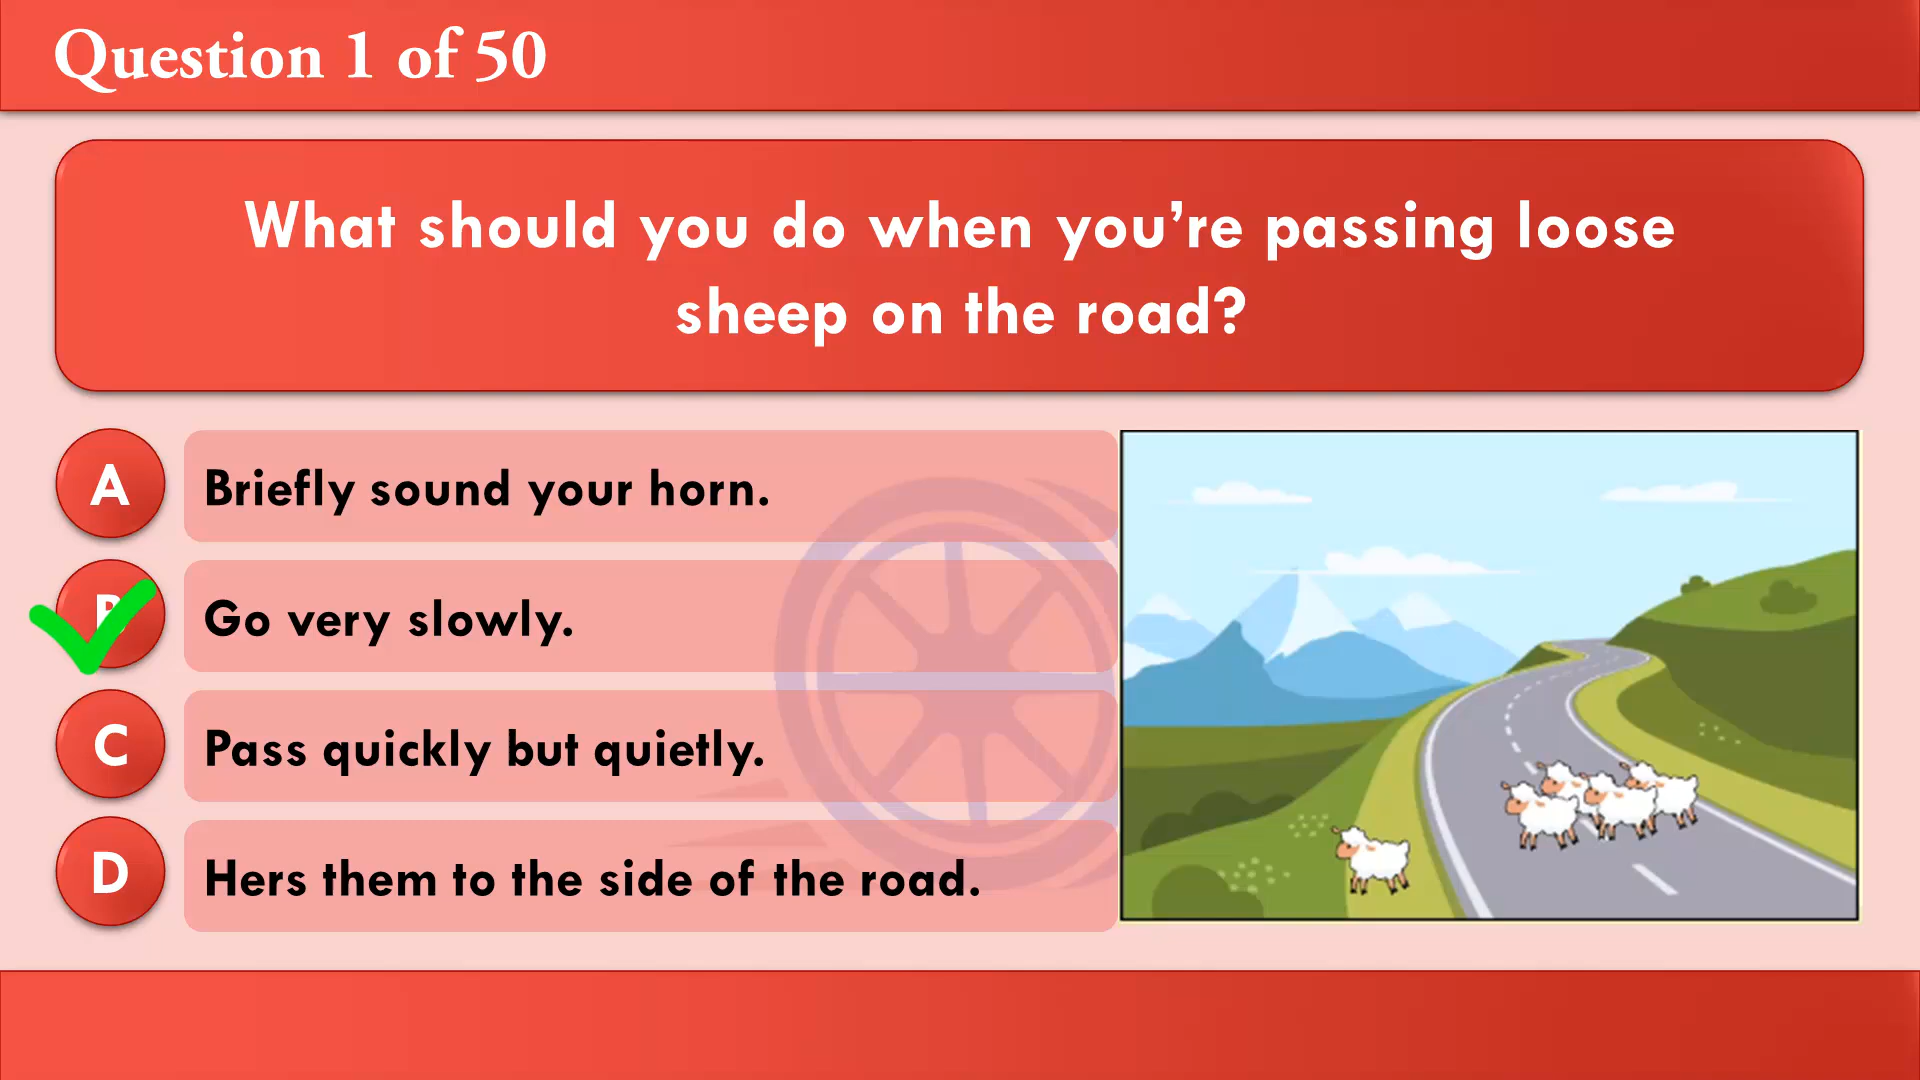 Question 1 of 50
What should you do when you’re passing loose
sheep on the road?
A
Briefly sound your horn.
B
Go very slowly.
C
Pass quickly but quietly.
D
Hers them to the side of the road.